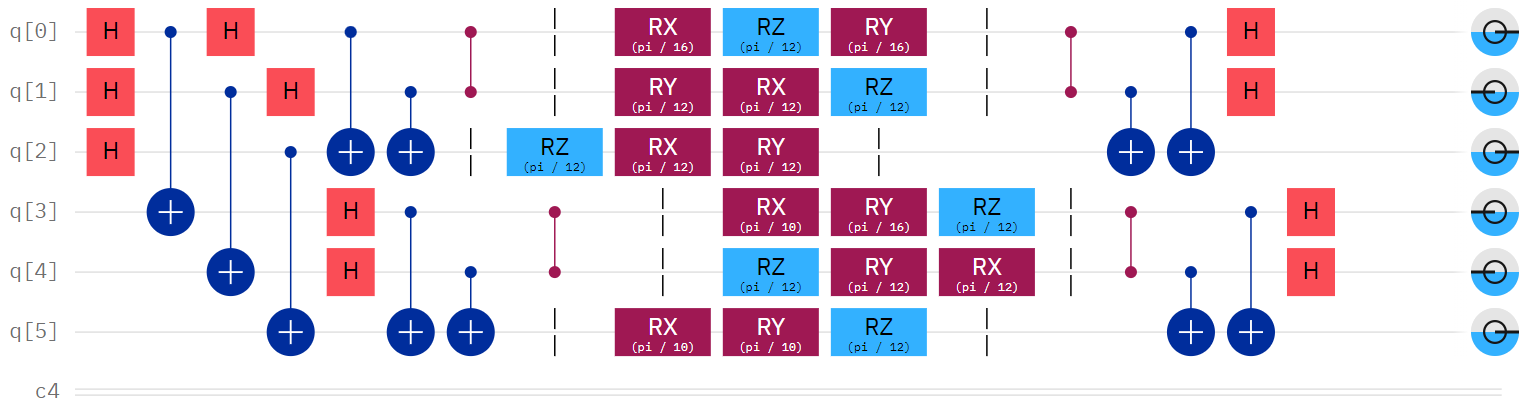 q[0] H H RX (pi / 16) RZ (pi / 12) RY (pi / 16) H
q[1] H H RY (pi / 12) RX (pi / 12) RZ (pi / 12) H
q[2] H RZ (pi / 12) RX (pi / 12) RY (pi / 12)
q[3] H RX (pi / 10) RY (pi / 16) RZ (pi / 12) H
q[4] H RZ (pi / 12) RY (pi / 12) RX (pi / 12) H
q[5] RX (pi / 10) RY (pi / 10) RZ (pi / 12)
c4